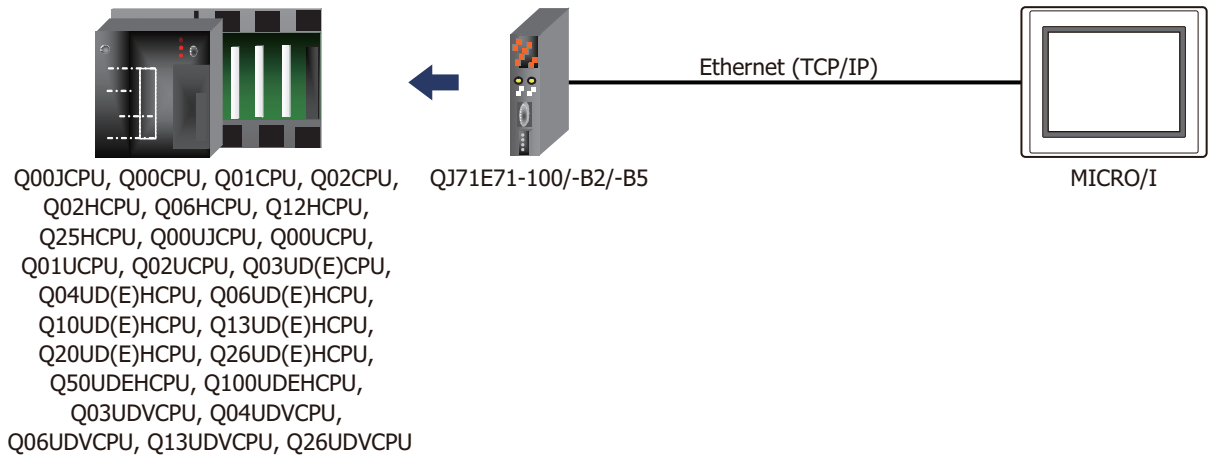 Ethernet (TCP/IP)
Q00JCPU, Q00CPU, Q01CPU, Q02CPU,
Q02HCPU, Q06HCPU, Q12HCPU,
Q25HCPU, Q00UJCPU, Q00UCPU,
Q01UCPU, Q02UCPU, Q03UD(E)CPU,
Q04UD(E)HCPU, Q06UD(E)HCPU,
Q10UD(E)HCPU, Q13UD(E)HCPU,
Q20UD(E)HCPU, Q26UD(E)HCPU,
Q50UDEHCPU, Q100UDEHCPU,
Q03UDVCPU, Q04UDVCPU,
Q06UDVCPU, Q13UDVCPU, Q26UDVCPU
QJ71E71-100/-B2/-B5
MICRO/I